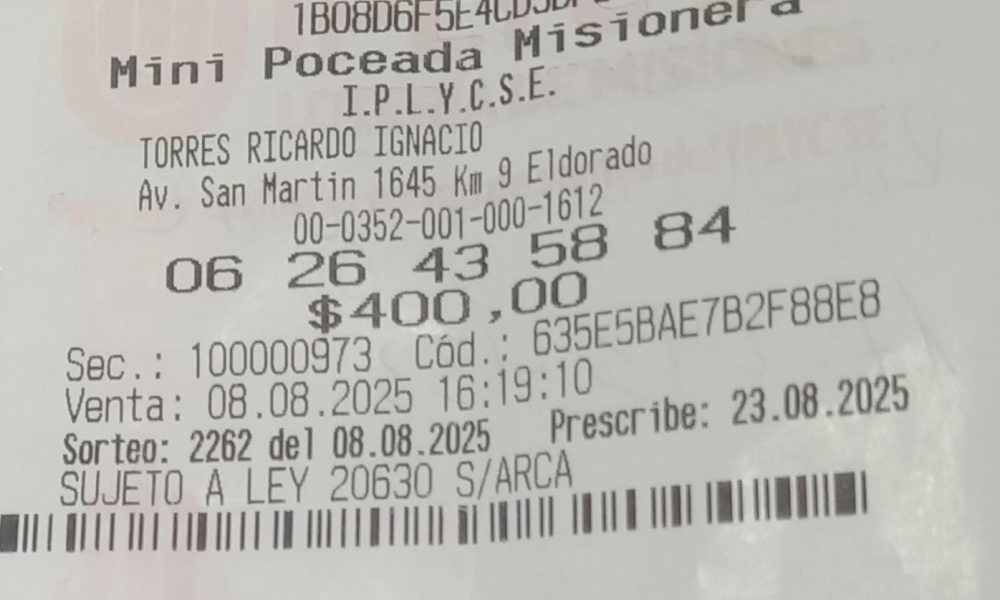 Mini Poceada Misionera
I.P.L.Y.C.S.E.
TORRES RICARDO IGNACIO
Av. San Martin 1645 Km 9 Eldorado
00-0352-001-000-1612
06 26 43 58 84
$400,00
Sec.: 100000973 Cód.: 635E5BAE7B2F88E8
Venta: 08.08.2025 16:19:10
Sorteo: 2262 del 08.08.2025 Prescribe: 23.08.2025
SUJETO A LEY 20630 S/ARCA